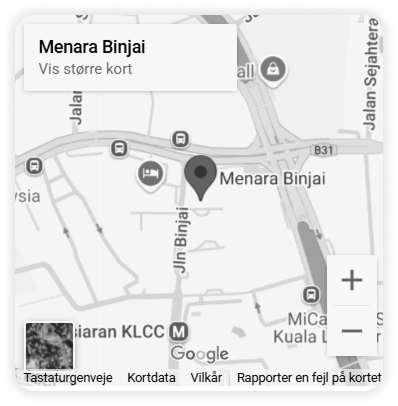 Menara Binjai
Vis større kort
all
Jalan
Jalan Sejahtera
B31
Menara Binjai
ysia
Jln Binjai
siaran KLCC
M
MiCa
Kuala L
Google
Tastaturgenveje
Kortdata
Vilkår
Rapporter en fejl på kortet